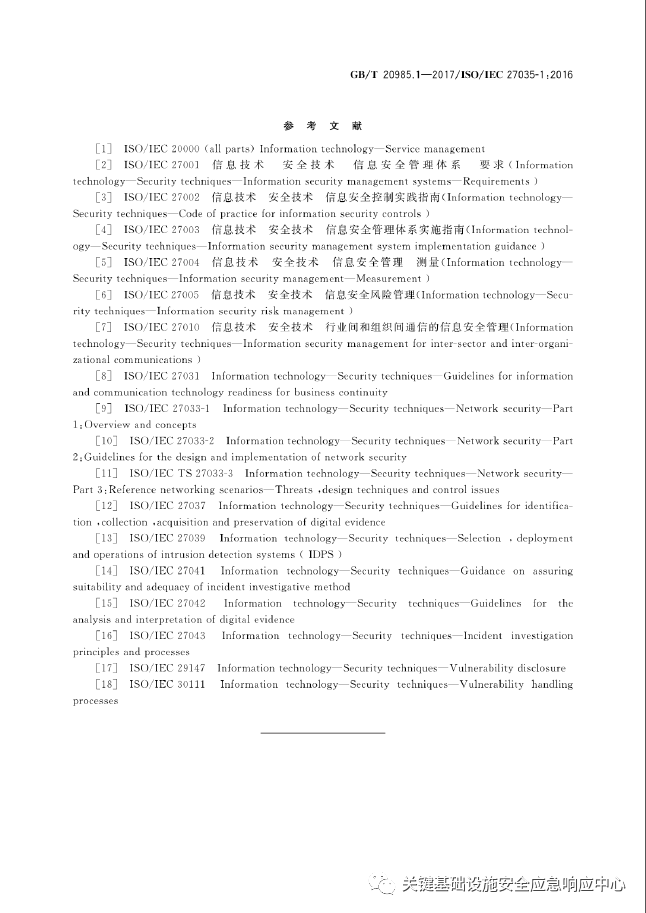 GB/T 20985.1—2017/ISO/IEC 27035-1:2016
参 考 文 献
[1] ISO/IEC 20000 (all parts) Information technology—Service management
[2] ISO/IEC 27001 信息技术 安全技术 信息安全管理体系 要求(Information
technology—Security techniques—Information security management systems—Requirements)
[3] ISO/IEC 27002 信息技术 安全技术 信息安全控制实践指南(Information technology—
Security techniques—Code of practice for information security controls)
[4] ISO/IEC 27003 信息技术 安全技术 信息安全管理体系实施指南(Information technol-
ogy—Security techniques—Information security management system implementation guidance)
[5] ISO/IEC 27004 信息技术 安全技术 信息安全管理 测量(Information technology—
Security techniques—Information security management—Measurement)
[6] ISO/IEC 27005 信息技术 安全技术 信息安全风险管理(Information technology—Secu-
rity techniques—Information security risk management)
[7] ISO/IEC 27010 信息技术 安全技术 行业间和组织间通信的信息安全管理(Information
technology—Security techniques—Information security management for inter-sector and inter-organi-
zational communications)
[8] ISO/IEC 27031 Information technology—Security techniques—Guidelines for information
and communication technology readiness for business continuity
[9] ISO/IEC 27033-1 Information technology—Security techniques—Network security—Part
1:Overview and concepts
[10] ISO/IEC 27033-2 Information technology—Security techniques—Network security—Part
2:Guidelines for the design and implementation of network security
[11] ISO/IEC TS 27033-3 Information technology—Security techniques—Network security—
Part 3:Reference networking scenarios—Threats ,design techniques and control issues
[12] ISO/IEC 27037 Information technology—Security techniques—Guidelines for identifica-
tion ,collection ,acquisition and preservation of digital evidence
[13] ISO/IEC 27039 Information technology—Security techniques—Selection , deployment
and operations of intrusion detection systems ( IDPS )
[14] ISO/IEC 27041 Information technology—Security techniques—Guidance on assuring
suitability and adequacy of incident investigative method
[15] ISO/IEC 27042 Information technology—Security techniques—Guidelines for the
analysis and interpretation of digital evidence
[16] ISO/IEC 27043 Information technology—Security techniques—Incident investigation
principles and processes
[17] ISO/IEC 29147 Information technology—Security techniques—Vulnerability disclosure
[18] ISO/IEC 30111 Information technology—Security techniques—Vulnerability handling
processes
关键基础设施安全应急响应中心